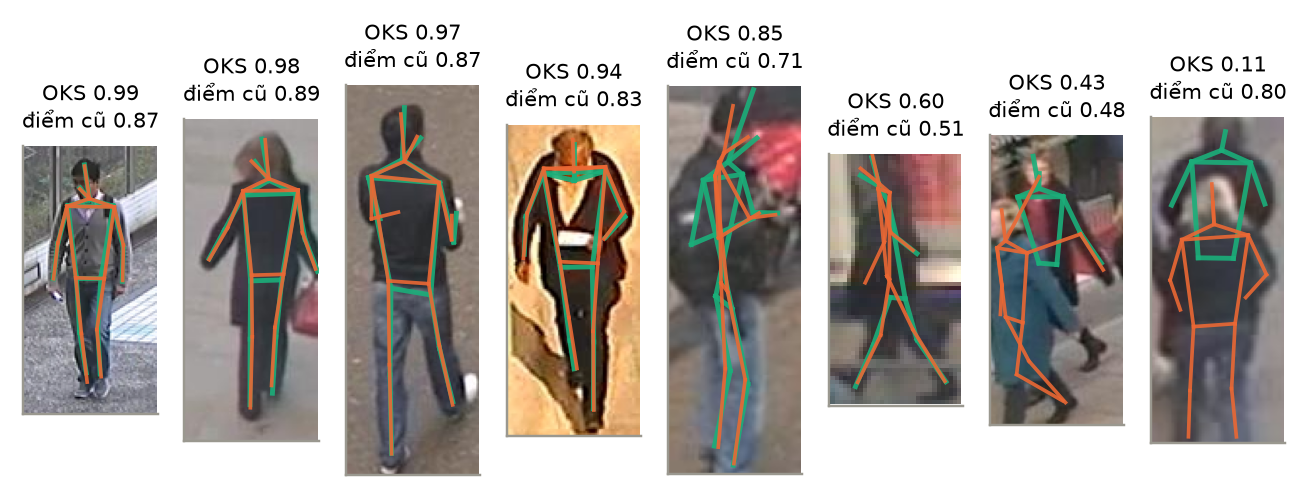 OKS 0.99
điểm cũ 0.87
OKS 0.98
điểm cũ 0.89
OKS 0.97
điểm cũ 0.87
OKS 0.94
điểm cũ 0.83
OKS 0.85
điểm cũ 0.71
OKS 0.60
điểm cũ 0.51
OKS 0.43
điểm cũ 0.48
OKS 0.11
điểm cũ 0.80